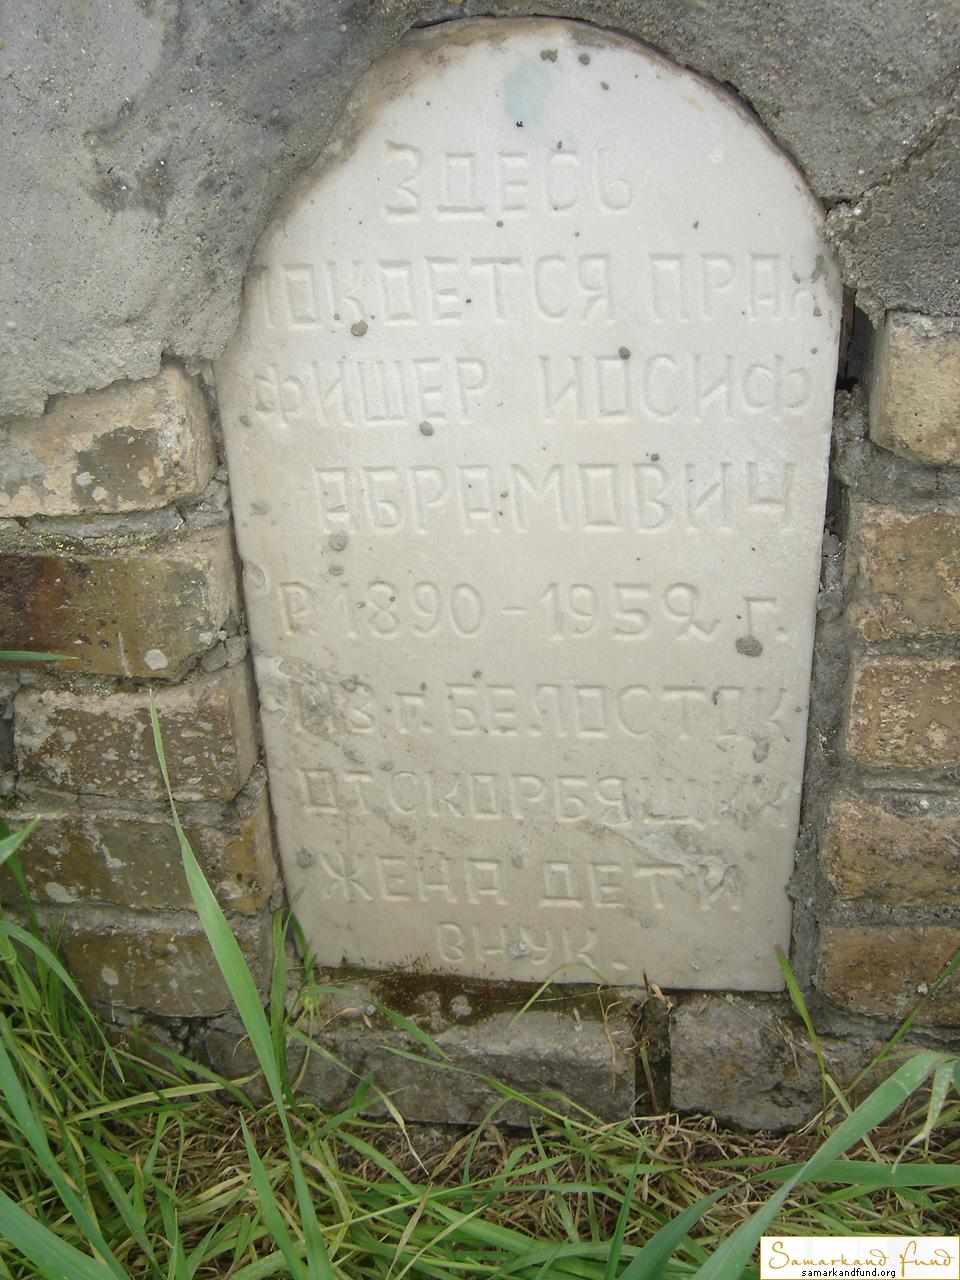 ЗДЕСЬ
ПОКОЕТСЯ ПРАХ
ФИШЕР ИОСИФ
АБРАМОВИЧ
Р. 1890-1959 г.
ИЗ г. БЕЛОСТОК
ОТ СКОРБЯЩИХ
ЖЕНА ДЕТИ
ВНУК.
Samarkand Fund
samarkandfund.org